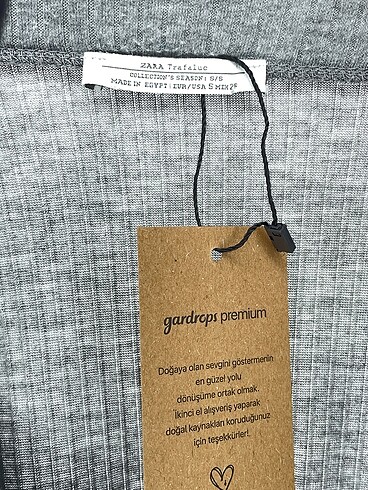 ZARA Trafaluc
COLLECTION'S SEASON: S/S
MADE IN EGYPT EUR/USA S MEX 26
gardrops premium
Doğaya olan sevgini göstermenin
en güzel yolu
dönüşüme ortak olmak.
İkinci el alışveriş yaparak
doğal kaynakları koruduğunuz
için teşekkürler!